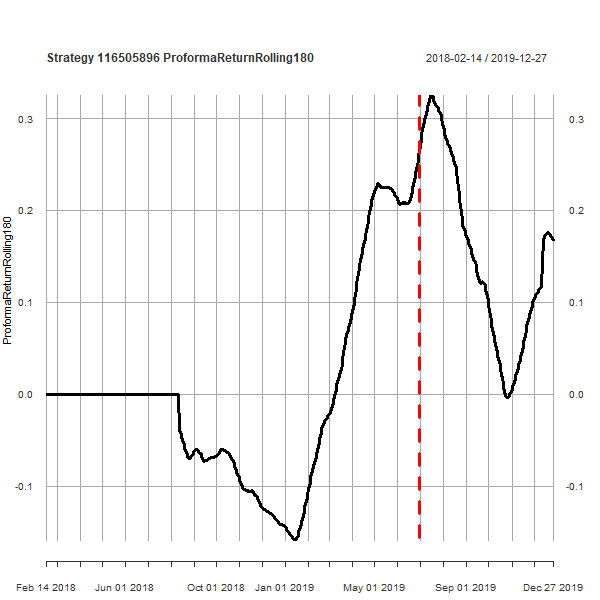 Strategy 116505896 ProformaReturnRolling180
2018-02-14 / 2019-12-27
ProformaReturnRolling180
0.3
0.2
0.1
0.0
-0.1
0.3
0.2
0.1
0.0
-0.1
Feb 14 2018 Jun 01 2018 Oct 01 2018 Jan 01 2019 May 01 2019 Sep 01 2019 Dec 27 2019